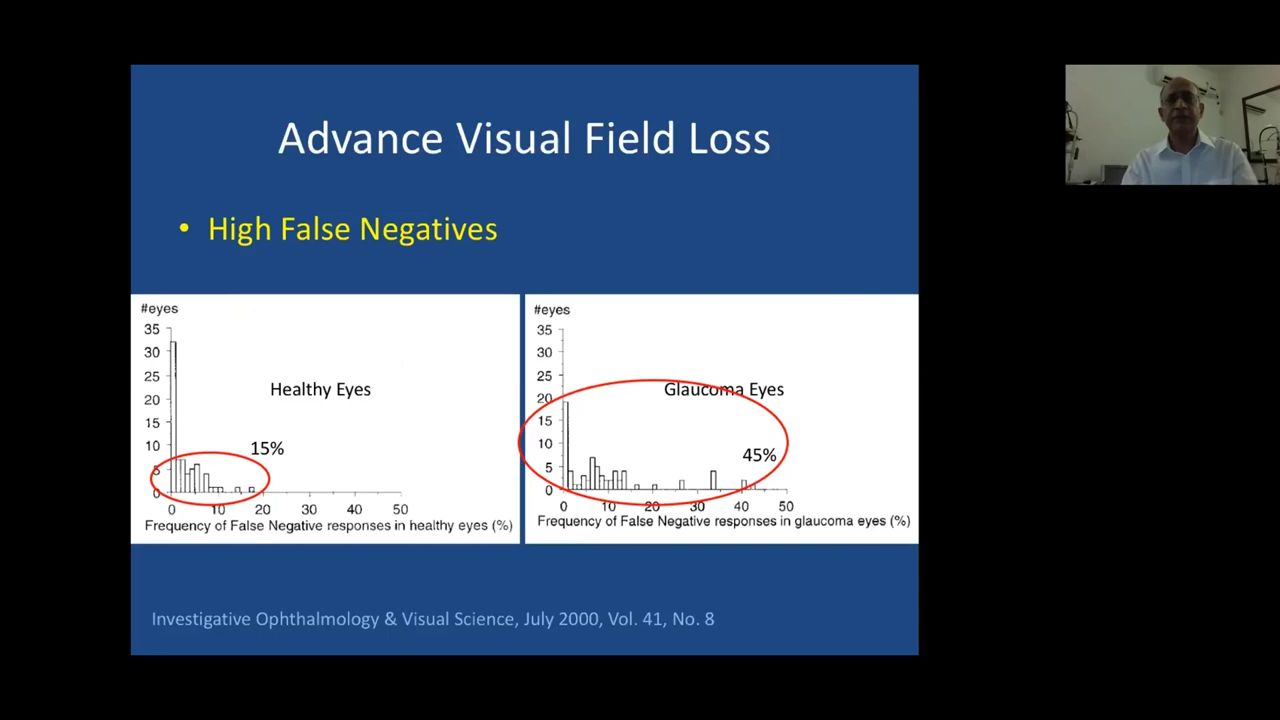 Advance Visual Field Loss
• High False Negatives
#eyes
35
30
25
20
15
10
5
0
Healthy Eyes
15%
0 10 20 30 40 50
Frequency of False Negative responses in healthy eyes (%)
#eyes
35
30
25
20
15
10
5
0
Glaucoma Eyes
45%
0 10 20 30 40 50
Frequency of False Negative responses in glaucoma eyes (%)
Investigative Ophthalmology & Visual Science, July 2000, Vol. 41, No. 8